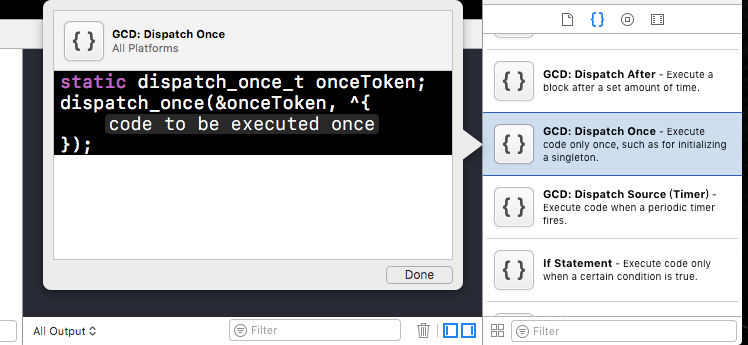 GCD: Dispatch Once
All Platforms
static dispatch_once_t onceToken;
dispatch_once(&onceToken, ^{
code to be executed once
});
Done
All Output
Filter
GCD: Dispatch After - Execute a
block after a set amount of time.
GCD: Dispatch Once - Execute
code only once, such as for initializing
a singleton.
GCD: Dispatch Source (Timer) -
Execute code when a periodic timer
fires.
If Statement - Execute code only
when a certain condition is true.
Filter